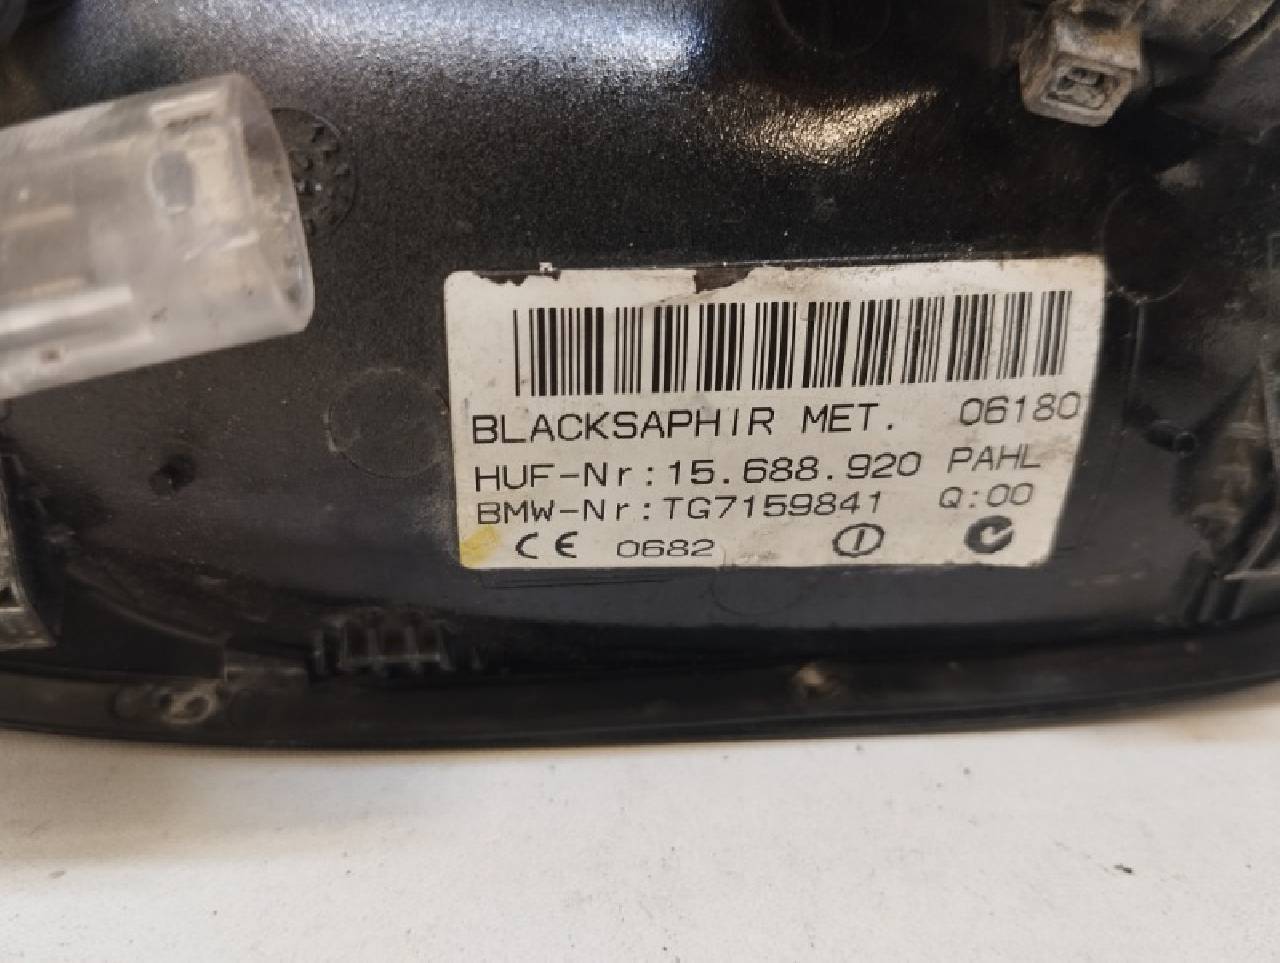 BLACKSAPHIR MET. 06180
HUF-Nr:15.688.920 PAHL
BMW-Nr:TG7159841 Q:00
CE 0682